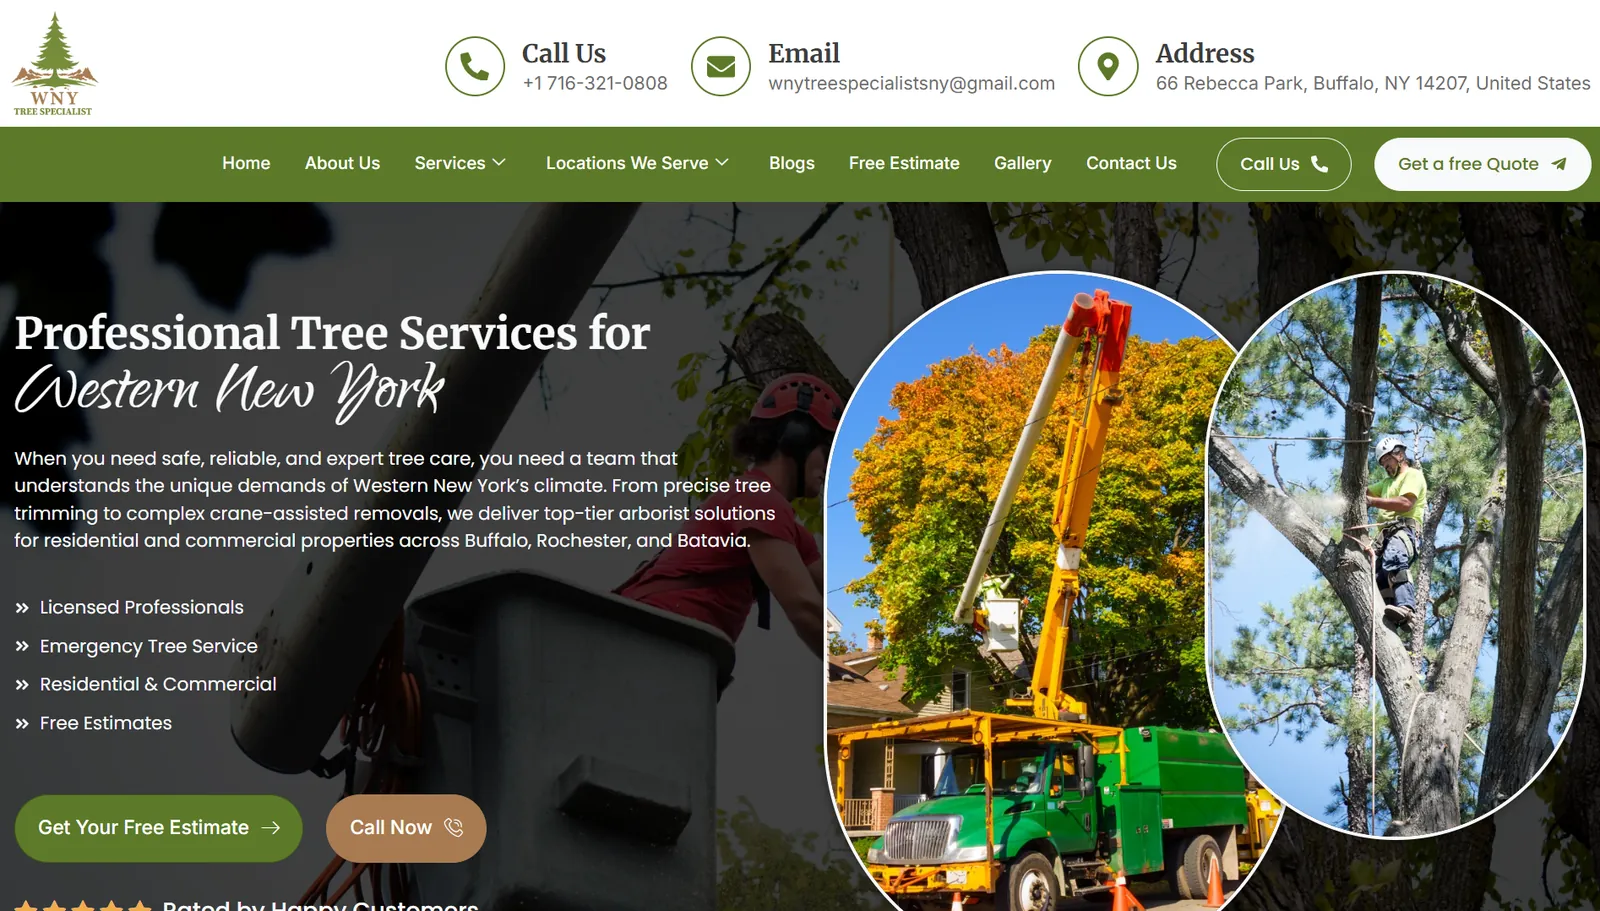 WNY
TREE SPECIALIST
Call Us
+1 716-321-0808
Email
wnytreespecialistsny@gmail.com
Address
66 Rebecca Park, Buffalo, NY 14207, United States
Home
About Us
Services
Locations We Serve
Blogs
Free Estimate
Gallery
Contact Us
Call Us
Get a free Quote
Professional Tree Services for
Western New York
When you need safe, reliable, and expert tree care, you need a team that
understands the unique demands of Western New York’s climate. From precise tree
trimming to complex crane-assisted removals, we deliver top-tier arborist solutions
for residential and commercial properties across Buffalo, Rochester, and Batavia.
Licensed Professionals
Emergency Tree Service
Residential & Commercial
Free Estimates
Get Your Free Estimate
Call Now
Rated by Happy Customers